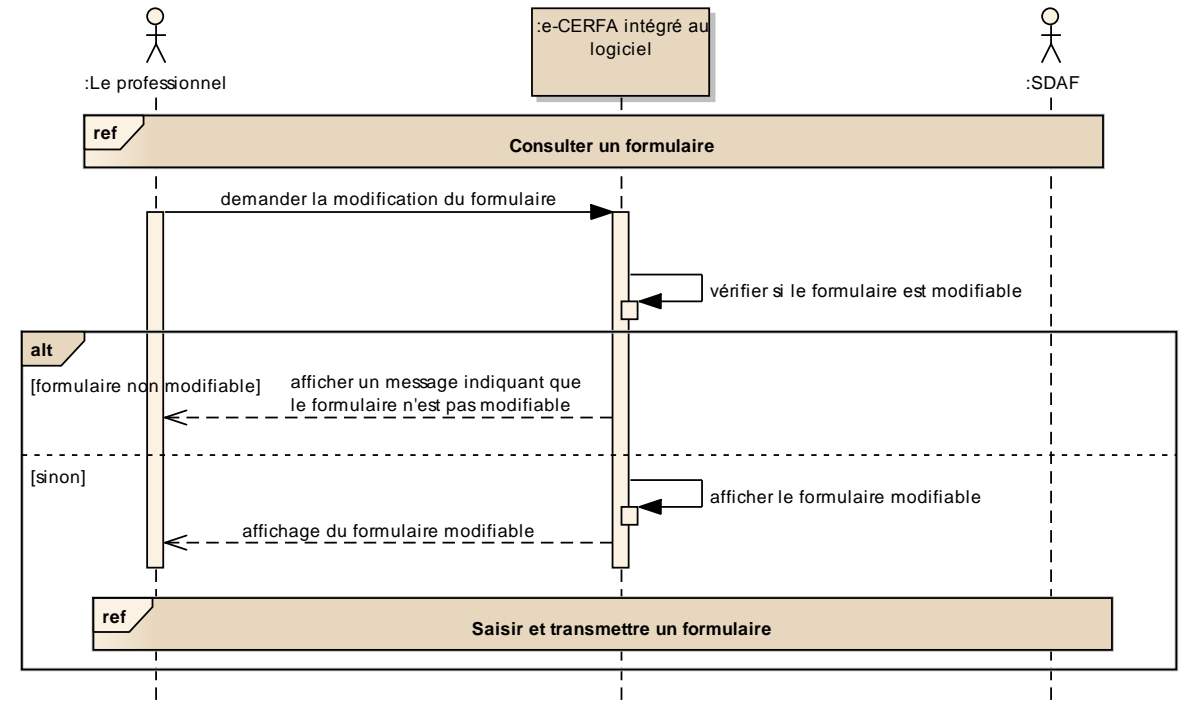 :Le professionnel
:e-CERFA intégré au
logiciel
:SDAF
ref
Consulter un formulaire
demander la modification du formulaire
vérifier si le formulaire est modifiable
alt
[formulaire non modifiable]
afficher un message indiquant que
le formulaire n'est pas modifiable
[sinon]
afficher le formulaire modifiable
affichage du formulaire modifiable
ref
Saisir et transmettre un formulaire